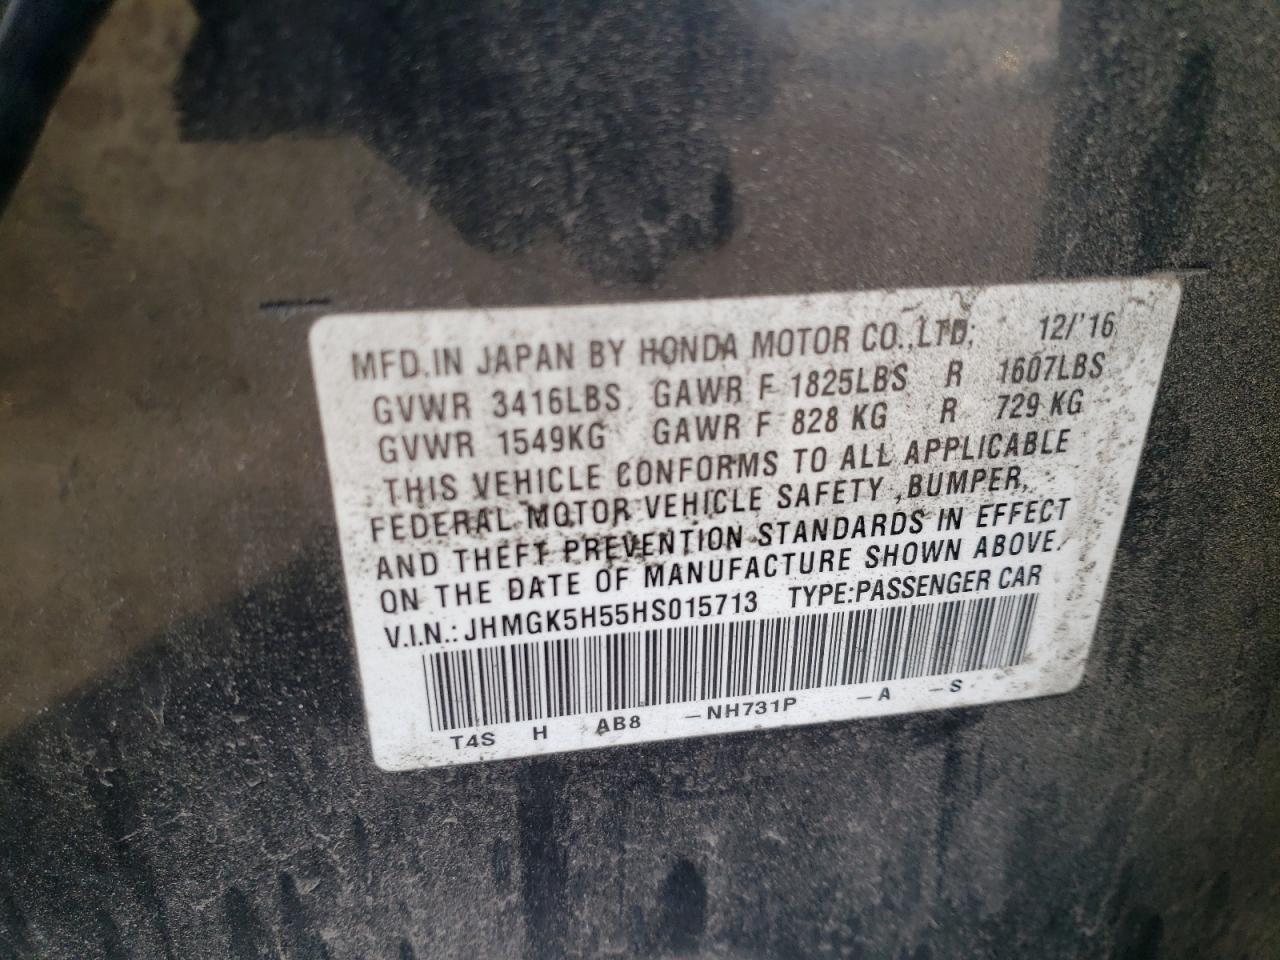 MFD.IN JAPAN BY HONDA MOTOR CO.,LTD; 12/'16
GVWR 3416LBS GAWR F 1825LBS R 1607LBS
GVWR 1549KG GAWR F 828 KG R 729 KG
THIS VEHICLE CONFORMS TO ALL APPLICABLE
FEDERAL MOTOR VEHICLE SAFETY ,BUMPER,
AND THEFT PREVENTION STANDARDS IN EFFECT
ON THE DATE OF MANUFACTURE SHOWN ABOVE.
V.I.N.: JHMGK5H55HS015713 TYPE:PASSENGER CAR
T4S H AB8 -NH731P -A -S